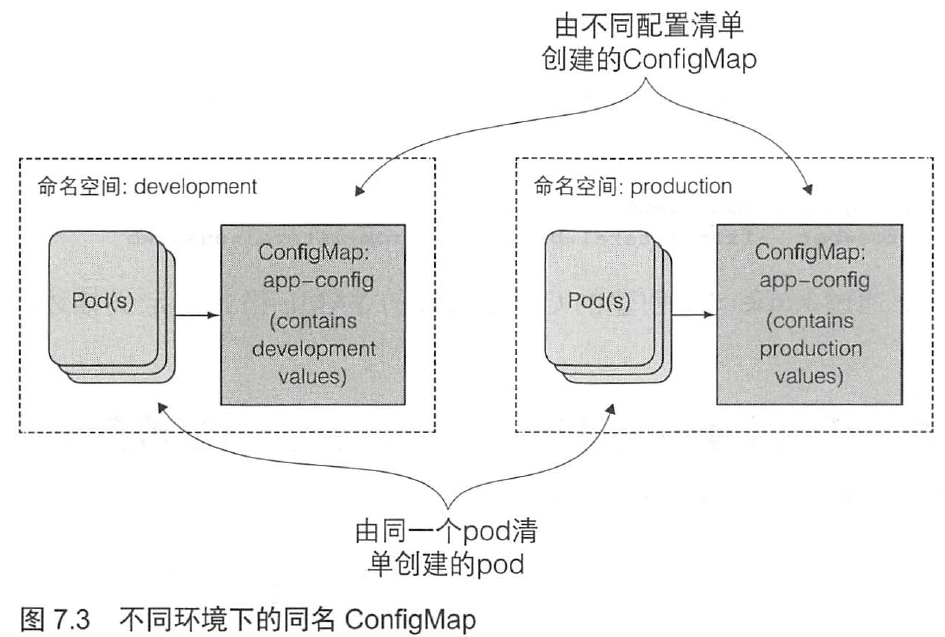 由不同配置清单
创建的ConfigMap
命名空间: development
Pod(s)
ConfigMap:
app-config
(contains
development
values)
命名空间: production
Pod(s)
ConfigMap:
app-config
(contains
production
values)
由同一个pod清
单创建的pod
图 7.3 不同环境下的同名 ConfigMap